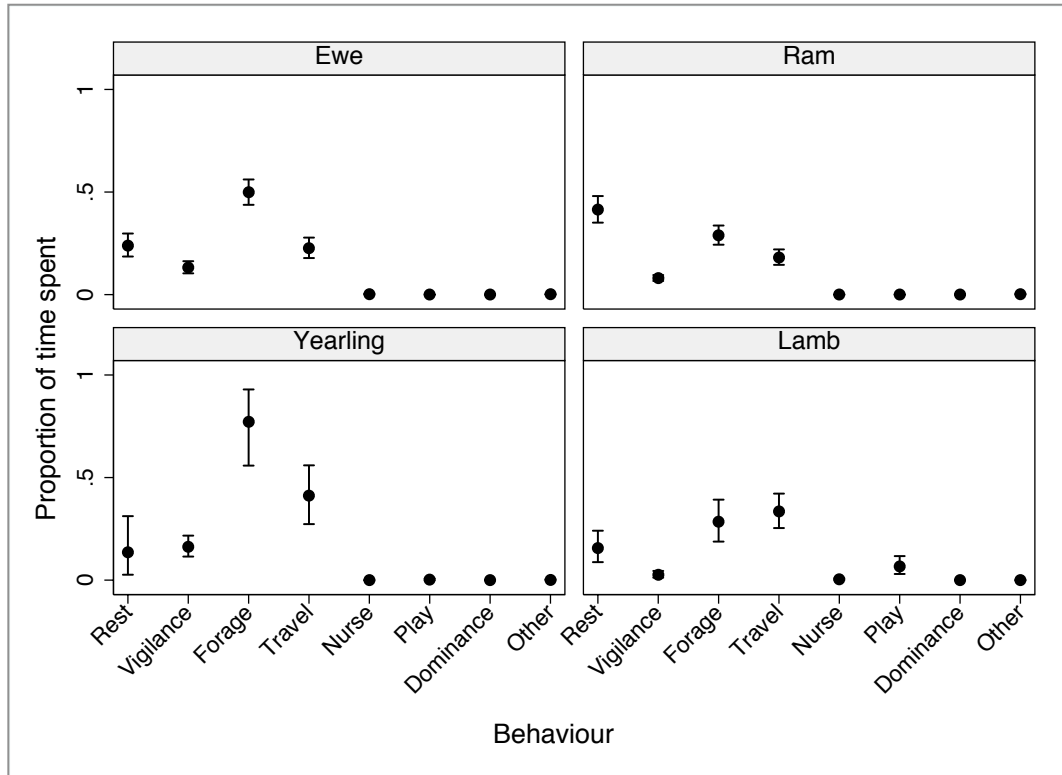 Ewe
Ram
1
.5
0
Yearling
Lamb
1
.5
0
Proportion of time spent
Rest
Vigilance
Forage
Travel
Nurse
Play
Dominance
Other
Rest
Vigilance
Forage
Travel
Nurse
Play
Dominance
Other
Behaviour